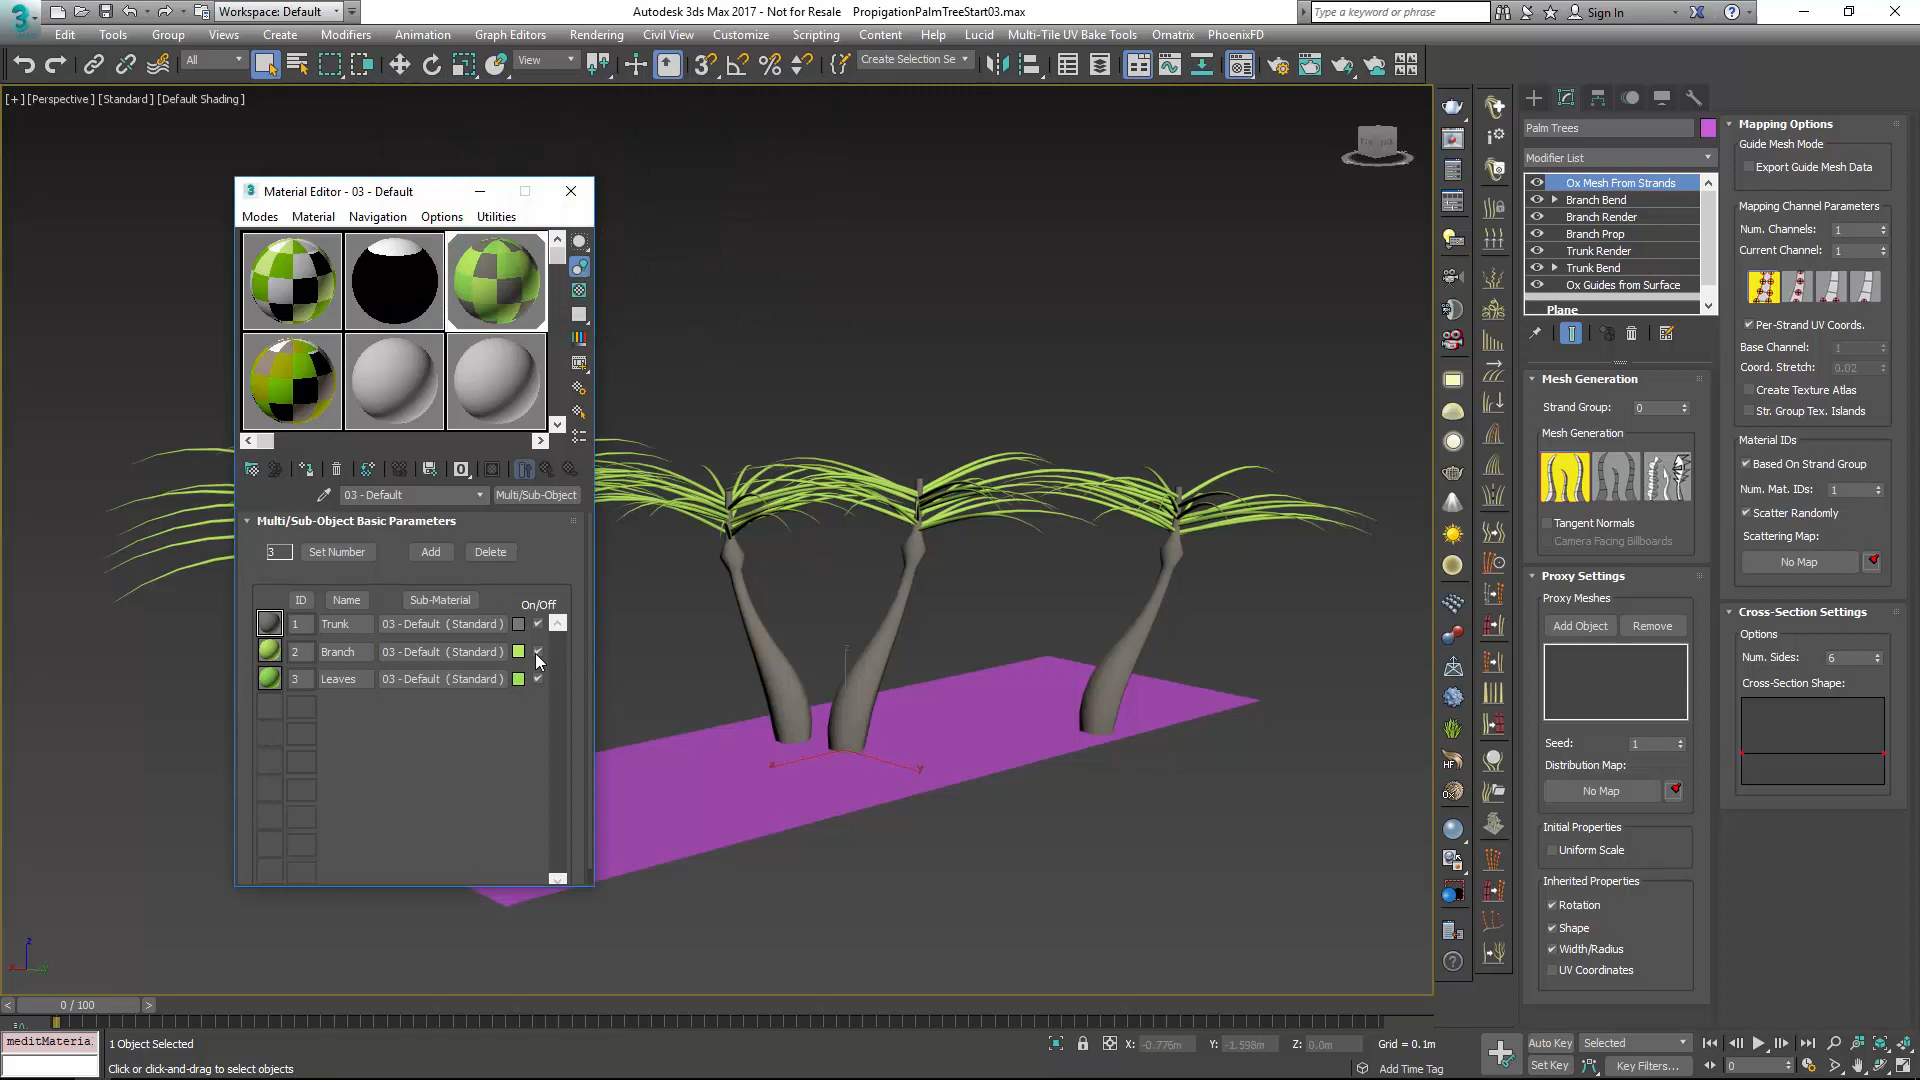 Workspace: Default
Autodesk 3ds Max 2017 - Not for Resale    PropigationPalmTreeStart03.max
Type a keyword or phrase
Sign In
Edit Tools Group Views Create Modifiers Animation Graph Editors Rendering Civil View Customize Scripting Content Help Lucid Multi-Tile UV Bake Tools Ornatrix PhoenixFD
All
View
Create Selection Se
[+] [Perspective] [Standard] [Default Shading]
Material Editor - 03 - Default
Modes Material Navigation Options Utilities
03 - Default
Multi/Sub-Object
Multi/Sub-Object Basic Parameters
3 Set Number Add Delete
ID Name Sub-Material On/Off
1 Trunk 03 - Default (Standard)
2 Branch 03 - Default (Standard)
3 Leaves 03 - Default (Standard)
z
x
y
z
x
y
HF
Palm Trees
Modifier List
Ox Mesh From Strands
Branch Bend
Branch Render
Branch Prop
Trunk Render
Trunk Bend
Ox Guides from Surface
Plane
Mesh Generation
Strand Group: 0
Mesh Generation
Tangent Normals
Camera Facing Billboards
Proxy Settings
Proxy Meshes
Add Object Remove
Seed: 1
Distribution Map:
No Map
Initial Properties
Uniform Scale
Inherited Properties
Rotation
Shape
Width/Radius
UV Coordinates
Mapping Options
Guide Mesh Mode
Export Guide Mesh Data
Mapping Channel Parameters
Num. Channels: 1
Current Channel: 1
Per-Strand UV Coords.
Base Channel: 1
Coord. Stretch: 0.02
Create Texture Atlas
Str. Group Tex. Islands
Material IDs
Based On Strand Group
Num. Mat. IDs: 1
Scatter Randomly
Scattering Map:
No Map
Cross-Section Settings
Options
Num. Sides: 6
Cross-Section Shape:
0 / 100
meditMateria
1 Object Selected
Click or click-and-drag to select objects
X: -0.776m Y: -1.598m Z: 0.0m
Grid = 0.1m
Add Time Tag
Auto Key Selected
Set Key Key Filters...
0